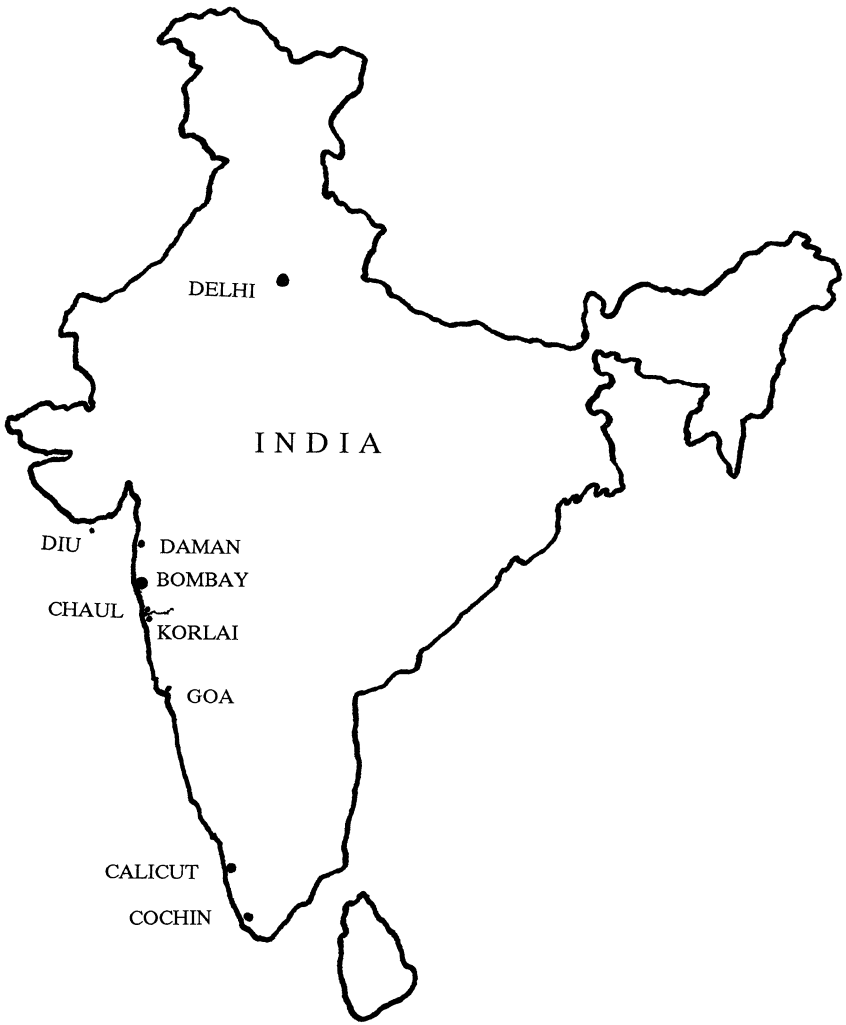 DELHI
INDIA
DIU
DAMAN
BOMBAY
CHAUL
KORLAI
GOA
CALICUT
COCHIN